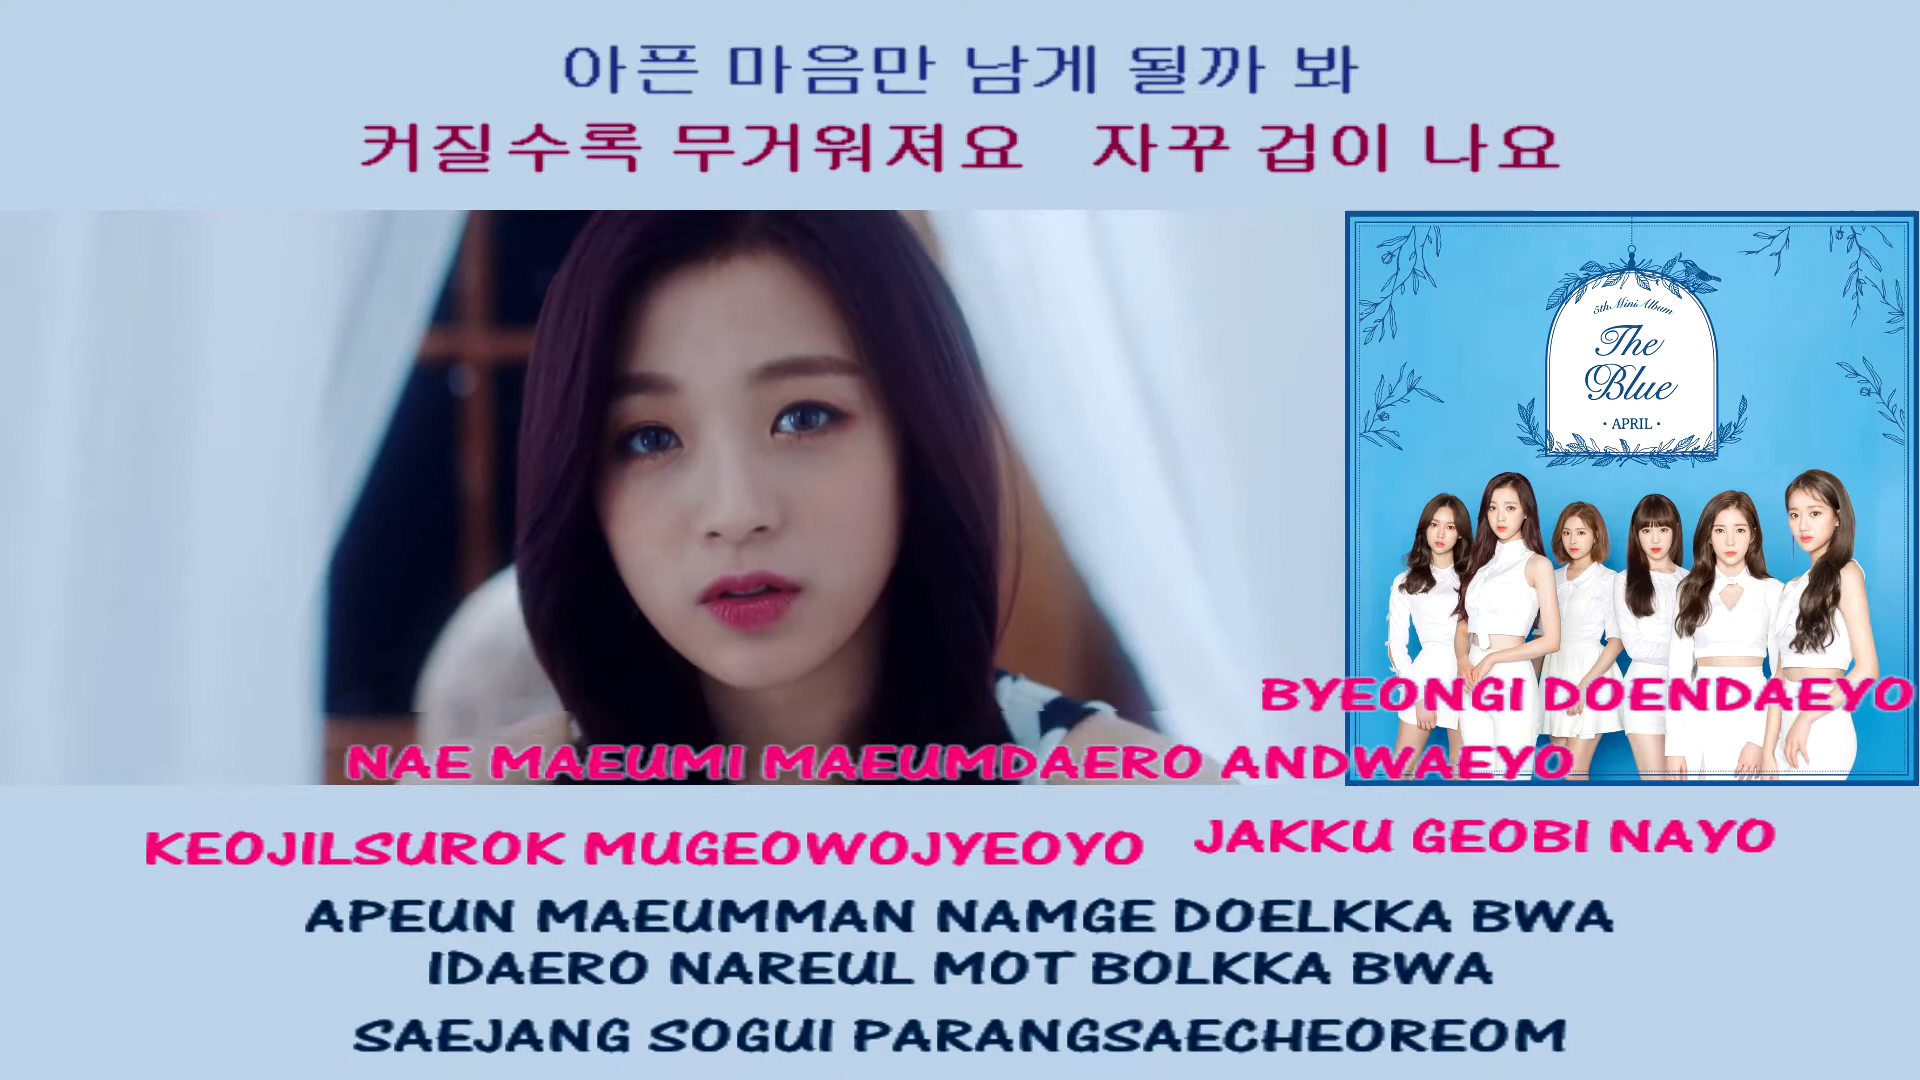 아픈 마음만 남게 될까 봐
커질수록 무거워져요 자꾸 겁이 나요
5th Mini Album
The
Blue
· APRIL ·
BYEONGI DOENDAEYO
NAE MAEUMI MAEUMDAERO ANDWAEYO
KEOJILSUROK MUGEOWOJYEOYO JAKKU GEOBI NAYO
APEUN MAEUMMAN NAMGE DOELKKA BWA
IDAERO NAREUL MOT BOLKKA BWA
SAEJANG SOGUI PARANGSAECHEOREOM